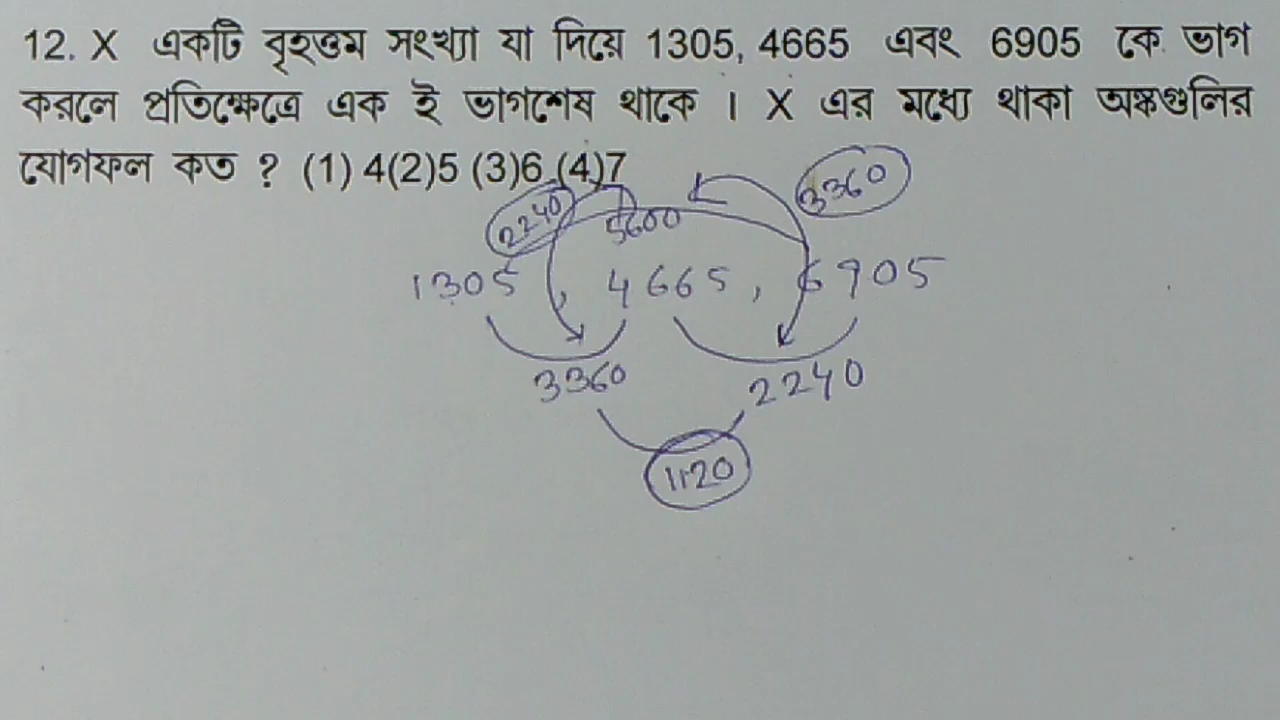 12. X একটি বৃহত্তম সংখ্যা যা দিয়ে 1305, 4665 এবং 6905 কে ভাগ
করলে প্রতিক্ষেত্রে এক ই ভাগশেষ থাকে । X এর মধ্যে থাকা অঙ্কগুলির
যোগফল কত ? (1) 4(2)5 (3)6 (4)7
2240 5600 3360
1305, 4665, 6905
3360 2240
1120